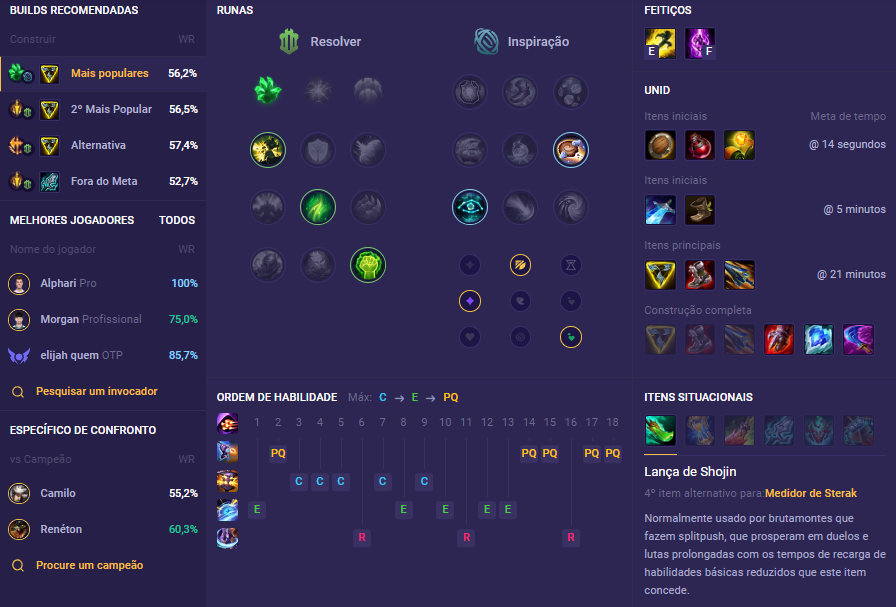 BUILDS RECOMENDADAS
Construir WR
Mais populares 56,2%
2º Mais Popular 56,5%
Alternativa 57,4%
Fora do Meta 52,7%
MELHORES JOGADORES TODOS
Nome do jogador WR
Alphari Pro 100%
Morgan Profissional 75,0%
elijah quem OTP 85,7%
Pesquisar um invocador
ESPECÍFICO DE CONFRONTO
vs Campeão WR
Camilo 55,2%
Renéton 60,3%
Procure um campeão
RUNAS
Resolver Inspiração
ORDEM DE HABILIDADE Máx: C → E → PQ
1 2 3 4 5 6 7 8 9 10 11 12 13 14 15 16 17 18
PQ PQ PQ PQ PQ
C C C C C
E E E E E
R R R
FEITIÇOS
E F
UNID
Itens iniciais Meta de tempo
@ 14 segundos
Itens iniciais
@ 5 minutos
Itens principais
@ 21 minutos
Construção completa
ITENS SITUACIONAIS
Lança de Shojin
4º item alternativo para:Medidor de Sterak
Normalmente usado por brutamontes que
fazem splitpush, que prosperam em duelos e
lutas prolongadas com os tempos de recarga de
habilidades básicas reduzidos que este item
concede.